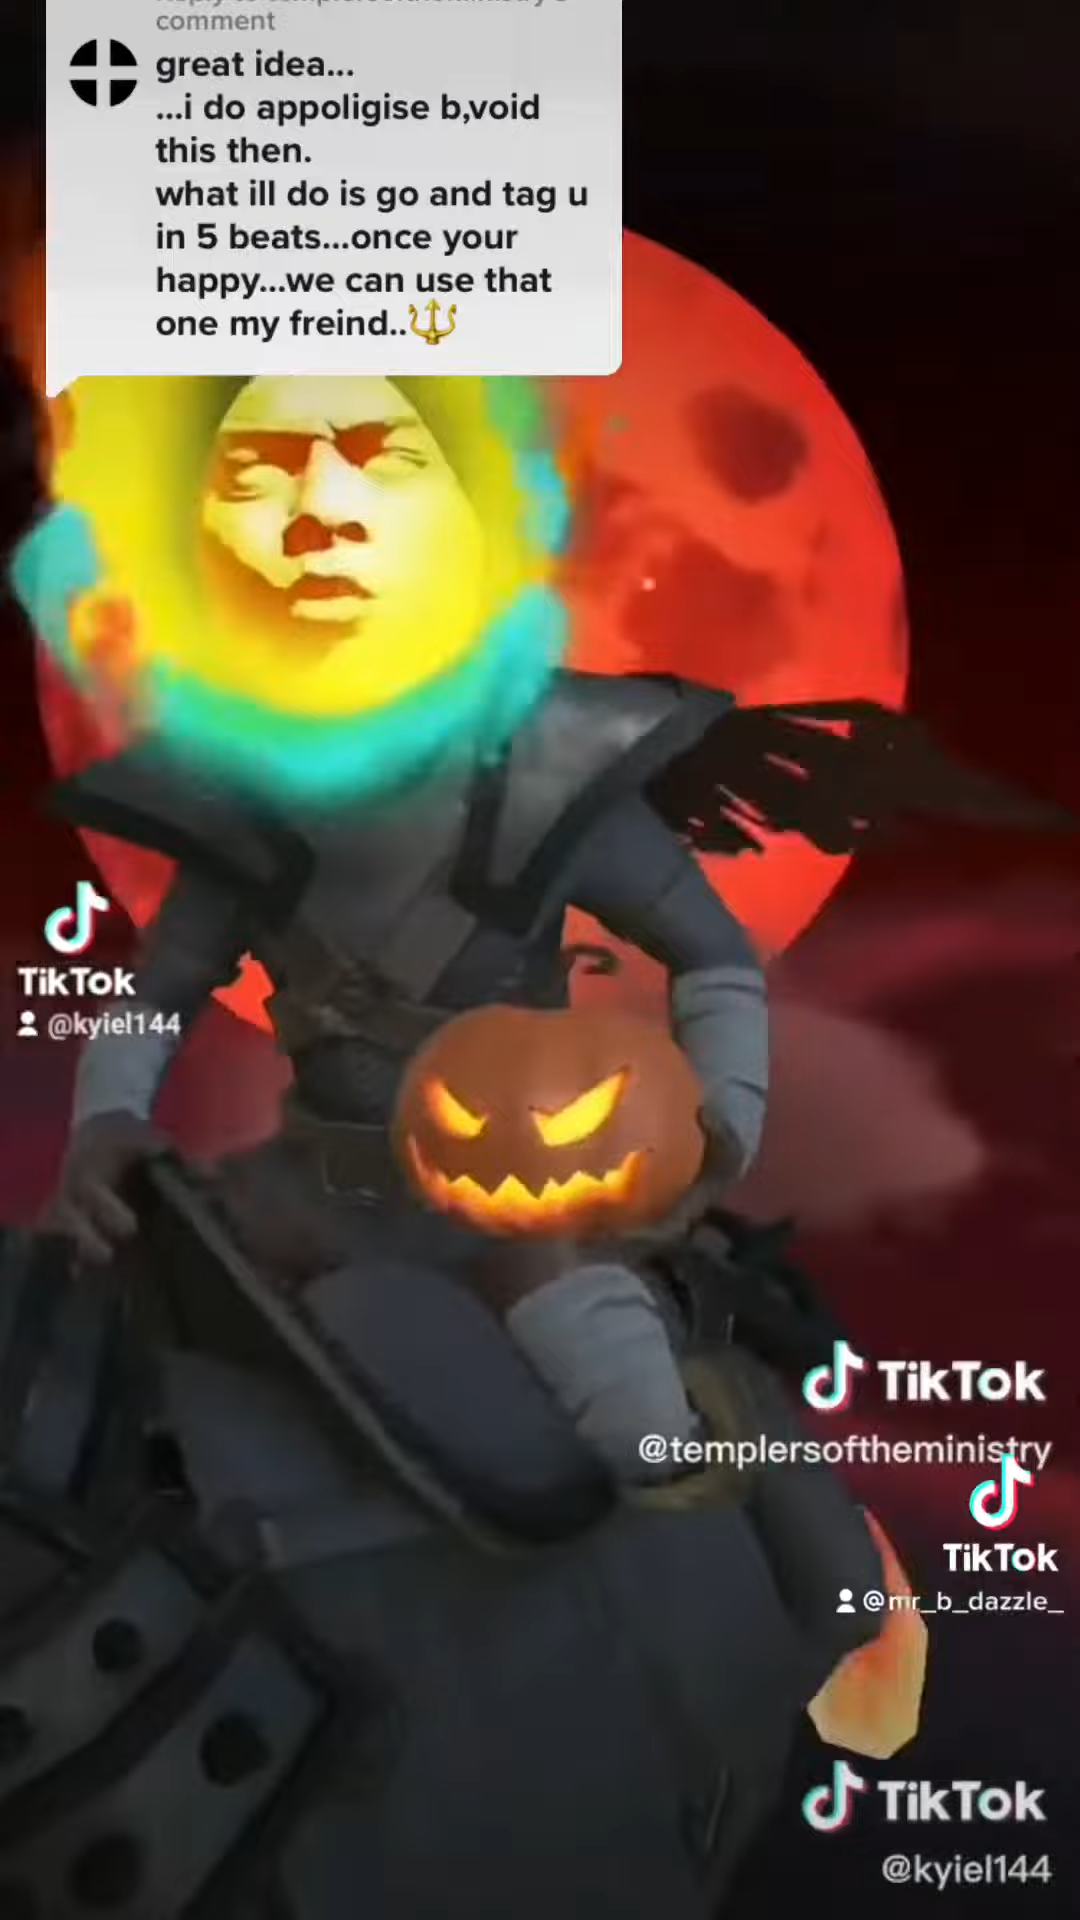 comment
great idea...
...i do appoligise b,void
this then.
what ill do is go and tag u
in 5 beats...once your
happy...we can use that
one my freind..🔱
TikTok
@kyiel144
TikTok
@templersoftheministry
TikTok
@mr_b_dazzle_
TikTok
@kyiel144